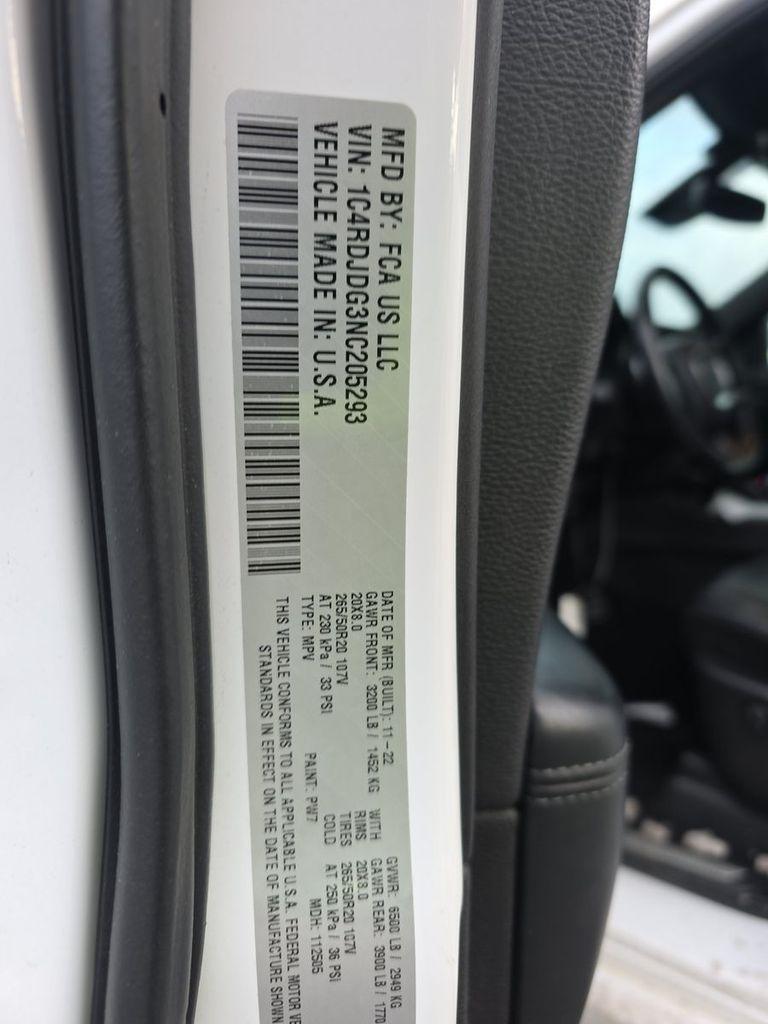 MFD BY: FCA US LLC
VIN: 1C4RDJDG3NC205293
VEHICLE MADE IN: U.S.A.
DATE OF MFR (BUILT): 11-22 GVWR: 6500 LB / 2949 KG
GAWR FRONT: 3200 LB / 1452 KG WITH GAWR REAR: 3900 LB / 1770
20X8.0 RIMS 20X8.0
265/50R20 107V TIRES 265/50R20 107V
AT 230 kPa / 33 PSI COLD AT 250 kPa / 36 PSI
TYPE: MPV PAINT: PW7 MDH: 112505
THIS VEHICLE CONFORMS TO ALL APPLICABLE U.S.A. FEDERAL MOTOR VE
STANDARDS IN EFFECT ON THE DATE OF MANUFACTURE SHOWN